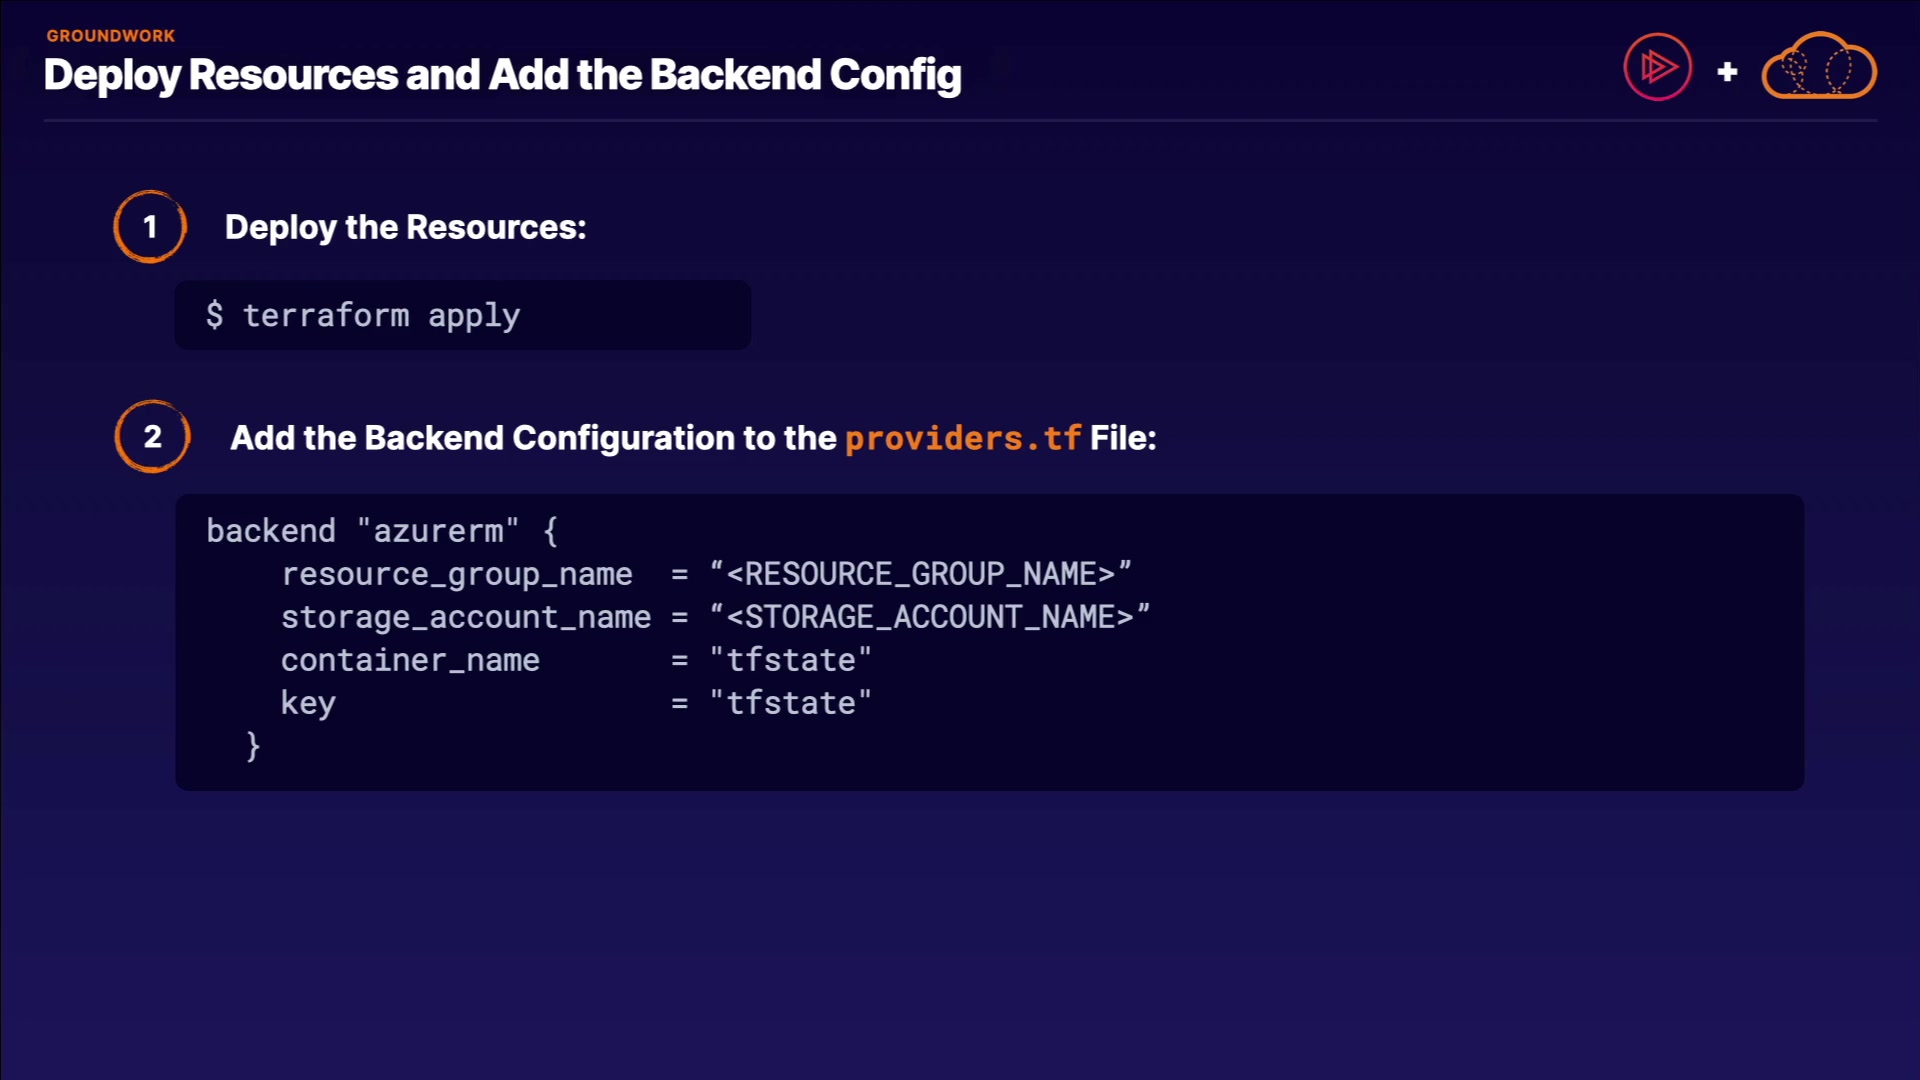 GROUNDWORK
Deploy Resources and Add the Backend Config
+
1
Deploy the Resources:
$ terraform apply
2
Add the Backend Configuration to the providers.tf File:
backend "azurerm" {
    resource_group_name  = “<RESOURCE_GROUP_NAME>”
    storage_account_name = “<STORAGE_ACCOUNT_NAME>”
    container_name       = "tfstate"
    key                  = "tfstate"
  }